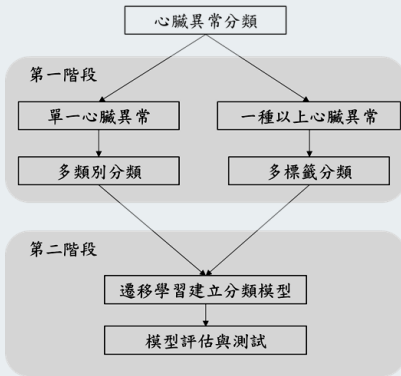 心臟異常分類
第一階段
單一心臟異常
一種以上心臟異常
多類別分類
多標籤分類
第二階段
遷移學習建立分類模型
模型評估與測試